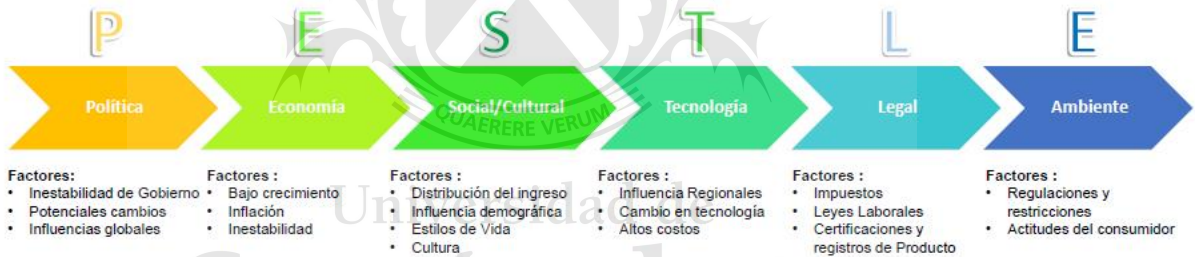 P E S T L E
Política Economía Social/Cultural Tecnología Legal Ambiente
QUAERERE VERUM
Universidad de
Factores:
• Inestabilidad de Gobierno
• Potenciales cambios
• Influencias globales
Factores :
• Bajo crecimiento
• Inflación
• Inestabilidad
Factores :
• Distribución del ingreso
• Influencia demográfica
• Estilos de Vida
• Cultura
Factores :
• Influencia Regionales
• Cambio en tecnología
• Altos costos
Factores :
• Impuestos
• Leyes Laborales
• Certificaciones y
registros de Producto
Factores :
• Regulaciones y
restricciones
• Actitudes del consumidor